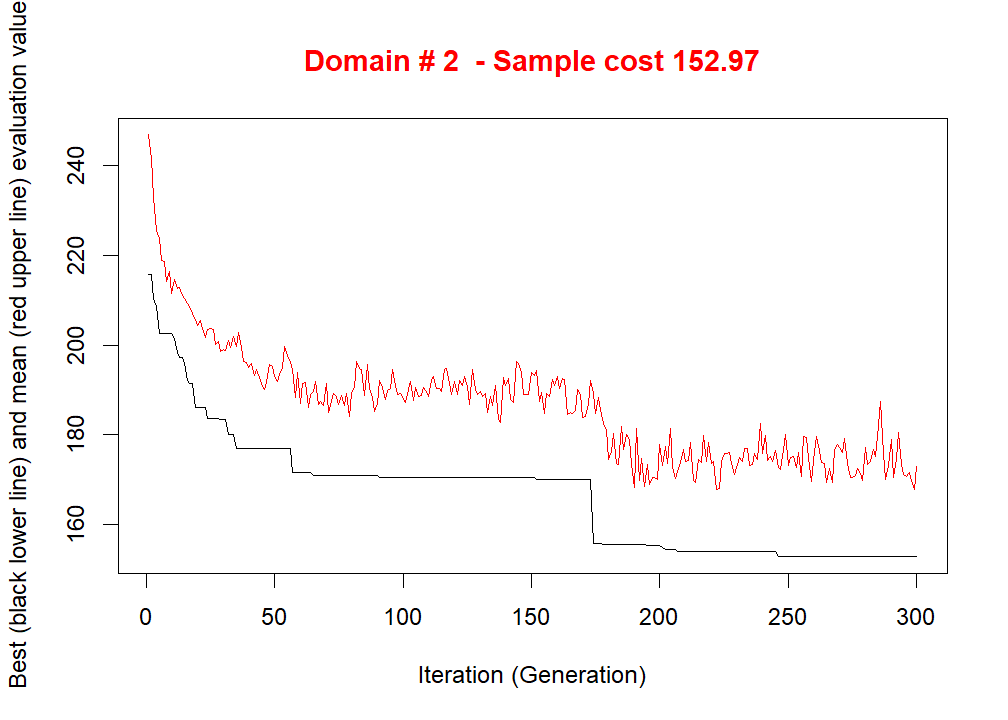 Domain # 2  - Sample cost 152.97
Best (black lower line) and mean (red upper line) evaluation value
240
220
200
180
160
0 50 100 150 200 250 300
Iteration (Generation)